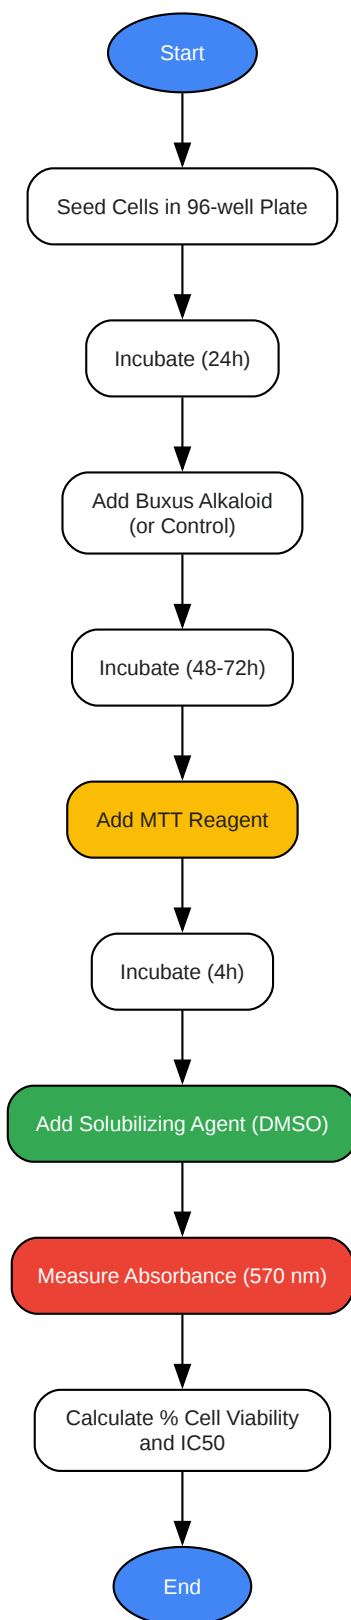 Start
Seed Cells in 96-well Plate
Incubate (24h)
Add Buxus Alkaloid
(or Control)
Incubate (48-72h)
Add MTT Reagent
Incubate (4h)
Add Solubilizing Agent (DMSO)
Measure Absorbance (570 nm)
Calculate % Cell Viability
and IC50
End